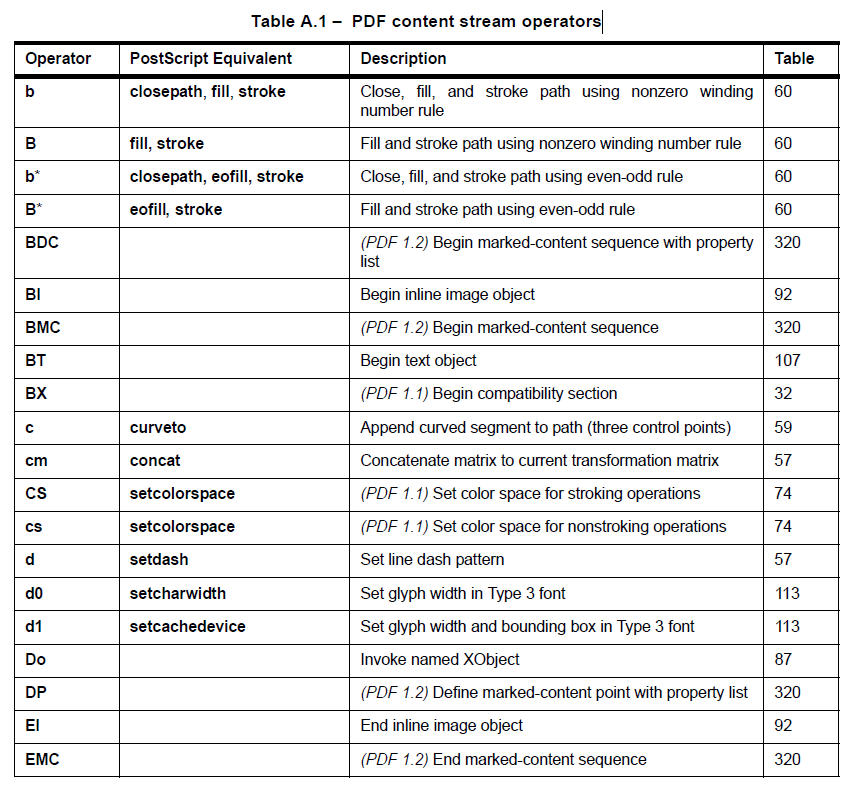 Table A.1 – PDF content stream operators
Operator PostScript Equivalent Description Table
b closepath, fill, stroke Close, fill, and stroke path using nonzero winding 60
number rule
B fill, stroke Fill and stroke path using nonzero winding number rule 60
b* closepath, eofill, stroke Close, fill, and stroke path using even-odd rule 60
B* eofill, stroke Fill and stroke path using even-odd rule 60
BDC (PDF 1.2) Begin marked-content sequence with property 320
list
BI Begin inline image object 92
BMC (PDF 1.2) Begin marked-content sequence 320
BT Begin text object 107
BX (PDF 1.1) Begin compatibility section 32
c curveto Append curved segment to path (three control points) 59
cm concat Concatenate matrix to current transformation matrix 57
CS setcolorspace (PDF 1.1) Set color space for stroking operations 74
cs setcolorspace (PDF 1.1) Set color space for nonstroking operations 74
d setdash Set line dash pattern 57
d0 setcharwidth Set glyph width in Type 3 font 113
d1 setcachedevice Set glyph width and bounding box in Type 3 font 113
Do Invoke named XObject 87
DP (PDF 1.2) Define marked-content point with property list 320
EI End inline image object 92
EMC (PDF 1.2) End marked-content sequence 320